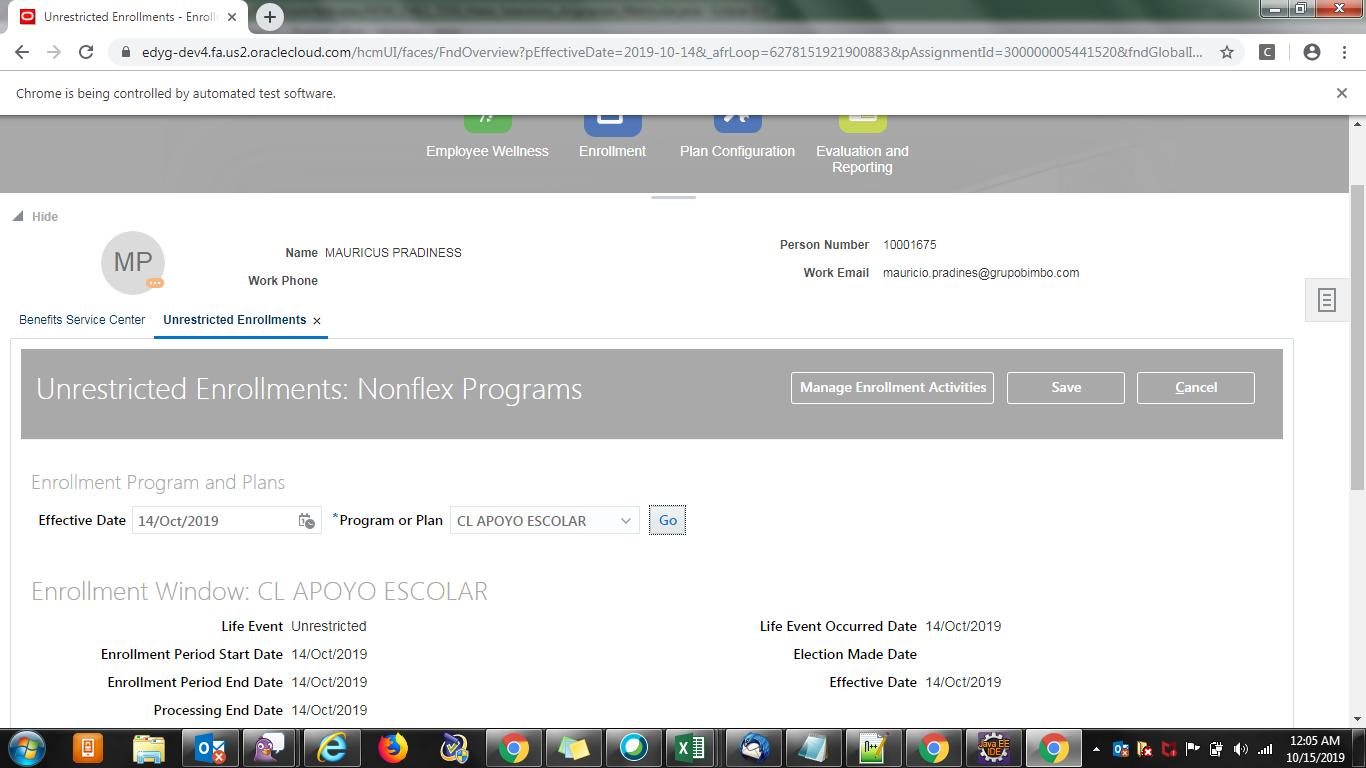 Unrestricted Enrollments - Enrolln
edyg-dev4.fa.us2.oraclecloud.com/hcmUI/faces/FndOverview?pEffectiveDate=2019-10-14&_afrLoop=6278151921900883&pAssignmentId=300000005441520&fndGlobalI...
Chrome is being controlled by automated test software.
Employee Wellness
Enrollment
Plan Configuration
Evaluation and
Reporting
Hide
MP
Name MAURICUS PRADINESS
Person Number 10001675
Work Phone
Work Email mauricio.pradines@grupobimbo.com
Benefits Service Center
Unrestricted Enrollments
Unrestricted Enrollments: Nonflex Programs
Manage Enrollment Activities
Save
Cancel
Enrollment Program and Plans
Effective Date 14/Oct/2019
*Program or Plan CL APOYO ESCOLAR
Go
Enrollment Window: CL APOYO ESCOLAR
Life Event Unrestricted
Life Event Occurred Date 14/Oct/2019
Enrollment Period Start Date 14/Oct/2019
Election Made Date
Enrollment Period End Date 14/Oct/2019
Effective Date 14/Oct/2019
Processing End Date 14/Oct/2019
Java EE
IDE
12:05 AM
10/15/2019